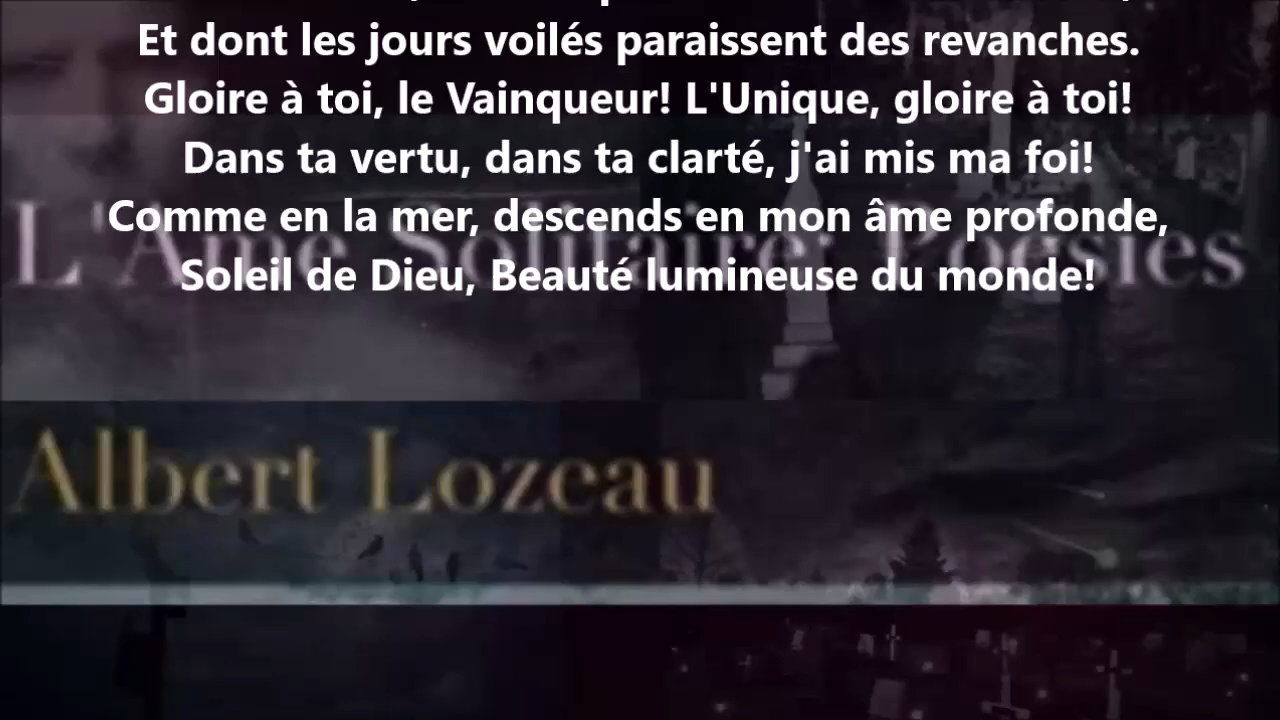 Et dont les jours voilés paraissent des revanches.
Gloire à toi, le Vainqueur! L'Unique, gloire à toi!
Dans ta vertu, dans ta clarté, j'ai mis ma foi!
Comme en la mer, descends en mon âme profonde,
L'Âme Solitaire: Poésies
Soleil de Dieu, Beauté lumineuse du monde!
Albert Lozeau